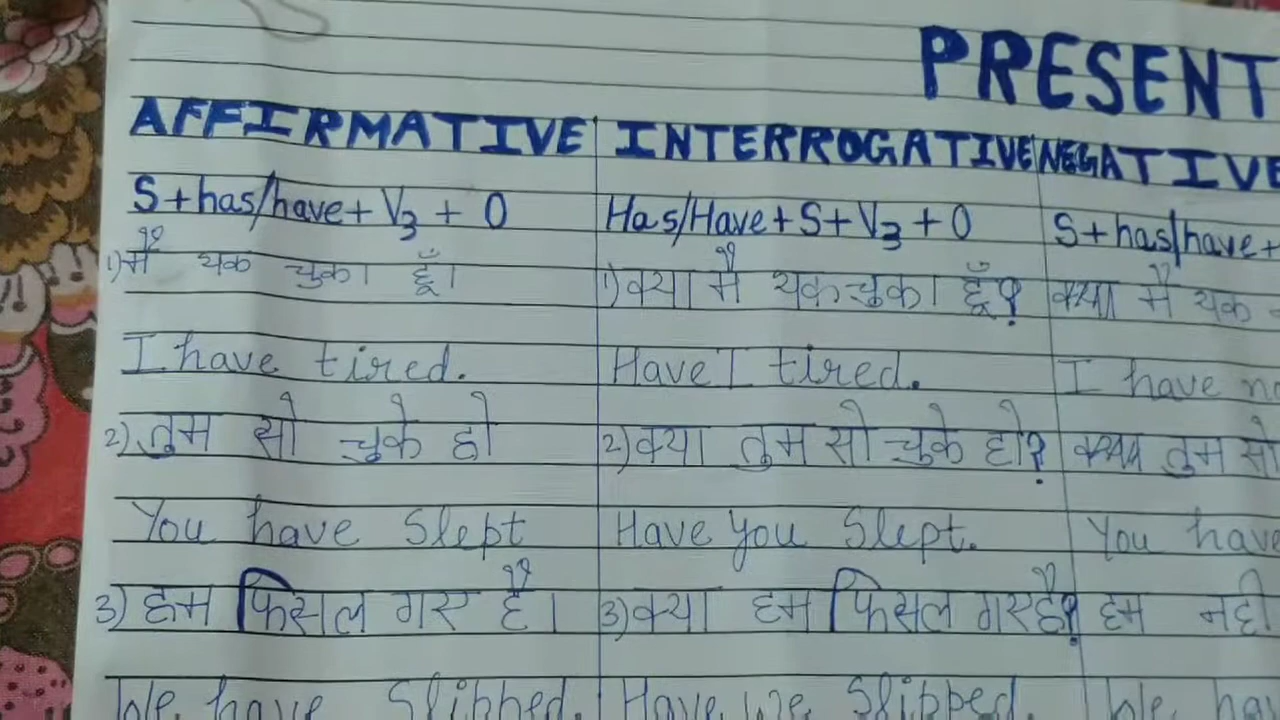 PRESENT
AFFIRMATIVE INTERROGATIVE NEGATIVE
S+has/have+V3+O Has/Have+S+V3+O S+has/have+
1) मैं थक चुका हूँ। 1) क्या मैं थक चुका हूँ? क्या मैं थक
I have tired. Have I tired. I have
2) तुम सो चुके हो 2) क्या तुम सो चुके हो? तुम सो
You have Slept Have You Slept. You have
3) हम फिसल गए हैं। 3) क्या हम फिसल गए हैं? हम नही
We have Slipped. Have We Slipped. We